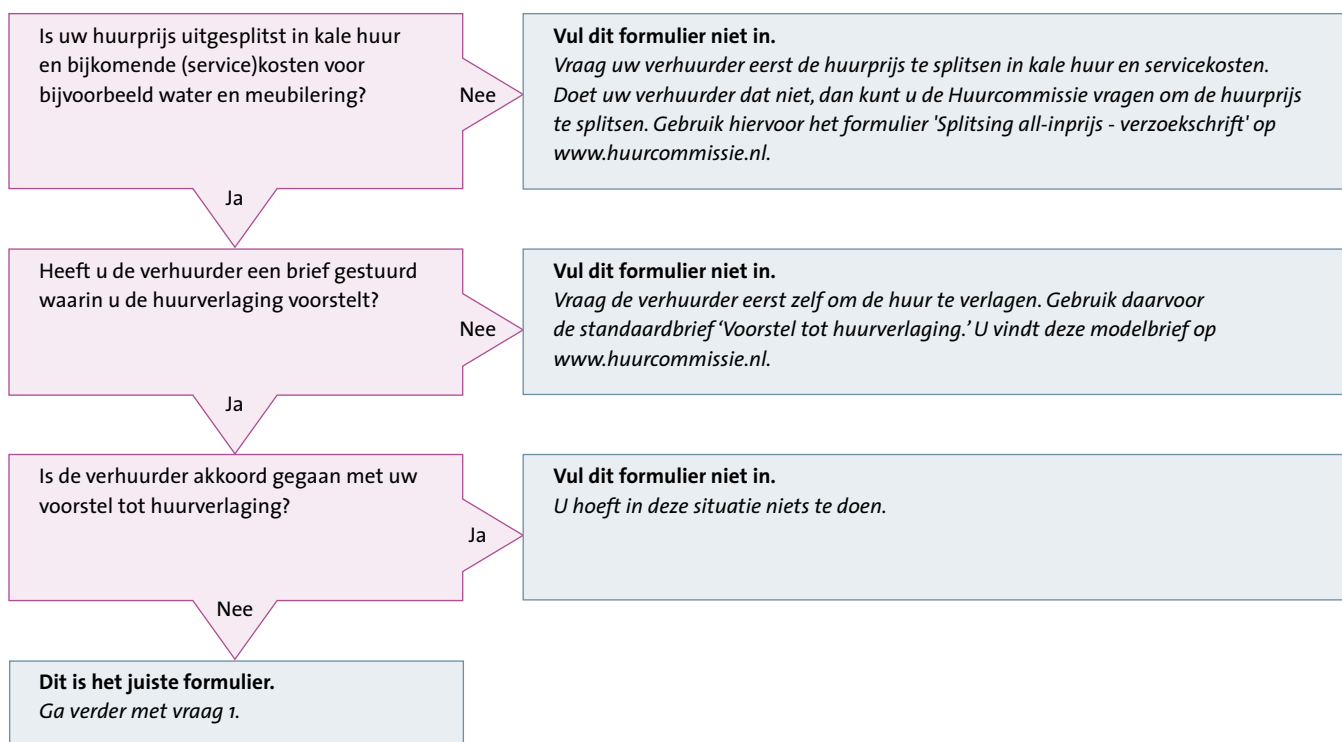 Is uw huurprijs uitgesplitst in kale huur
en bijkomende (service)kosten voor
bijvoorbeeld water en meubilering?
Nee
Vul dit formulier niet in.
Vraag uw verhuurder eerst de huurprijs te splitsen in kale huur en servicekosten.
Doet uw verhuurder dat niet, dan kunt u de Huurcommissie vragen om de huurprijs
te splitsen. Gebruik hiervoor het formulier 'Splitsing all-inprijs - verzoekschrift' op
www.huurcommissie.nl.
Ja
Heeft u de verhuurder een brief gestuurd
waarin u de huurverlaging voorstelt?
Nee
Vul dit formulier niet in.
Vraag de verhuurder eerst zelf om de huur te verlagen. Gebruik daarvoor
de standaardbrief ‘Voorstel tot huurverlaging.’ U vindt deze modelbrief op
www.huurcommissie.nl.
Ja
Is de verhuurder akkoord gegaan met uw
voorstel tot huurverlaging?
Ja
Vul dit formulier niet in.
U hoeft in deze situatie niets te doen.
Nee
Dit is het juiste formulier.
Ga verder met vraag 1.